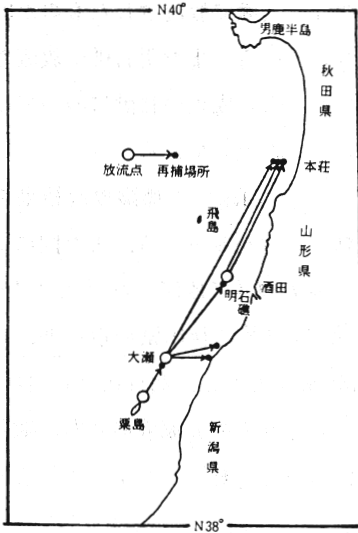 N40°
男鹿半島
秋田県
放流点 再捕場所
本荘
飛島
山形県
酒田
明石礁
大瀬
粟島
新潟県
N38°